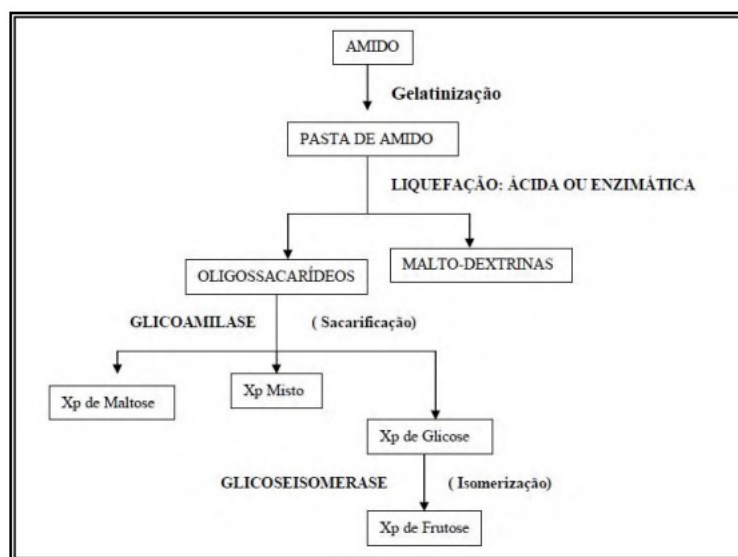 AMIDO
Gelatinização
PASTA DE AMIDO
LIQUEFAÇÃO: ÁCIDA OU ENZIMÁTICA
OLIGOSSACARÍDEOS
MALTO-DEXTRINAS
GLICOAMILASE ( Sacarificação)
Xp de Maltose
Xp Misto
Xp de Glicose
GLICOSEISOMERASE ( Isomerização)
Xp de Frutose